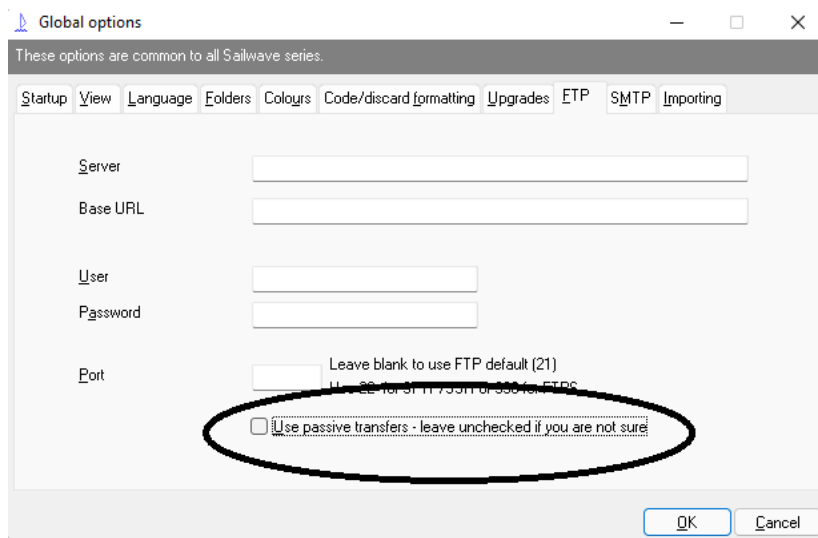 Global options
These options are common to all Sailwave series.
Startup View Language Folders Colours Code/discard formatting Upgrades FTP SMTP Importing
Server
Base URL
User
Password
Port
Leave blank to use FTP default (21)
FTPS
Use passive transfers - leave unchecked if you are not sure
OK Cancel